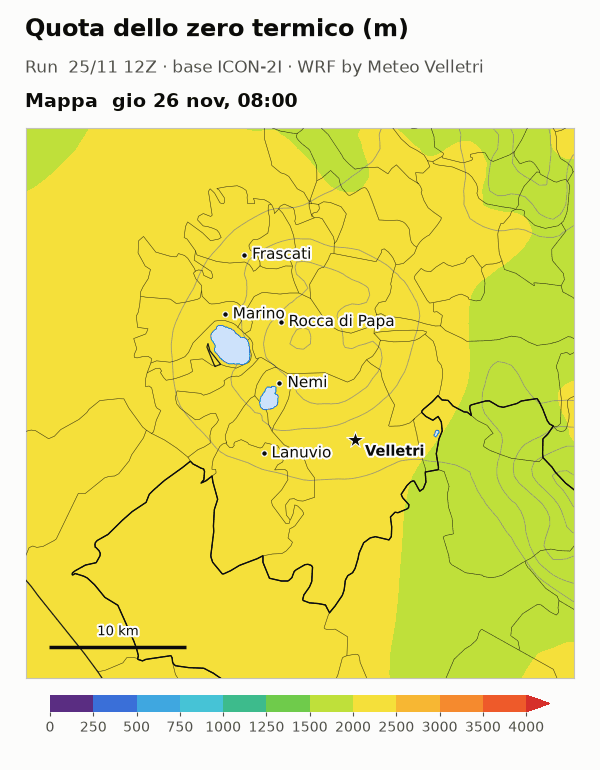 Quota dello zero termico (m)
Run  25/11 12Z · base ICON-2I · WRF by Meteo Velletri
Mappa  gio 26 nov, 08:00
Frascati
Marino
Rocca di Papa
Nemi
Velletri
Lanuvio
10 km
0 250 500 750 1000 1250 1500 2000 2500 3000 3500 4000